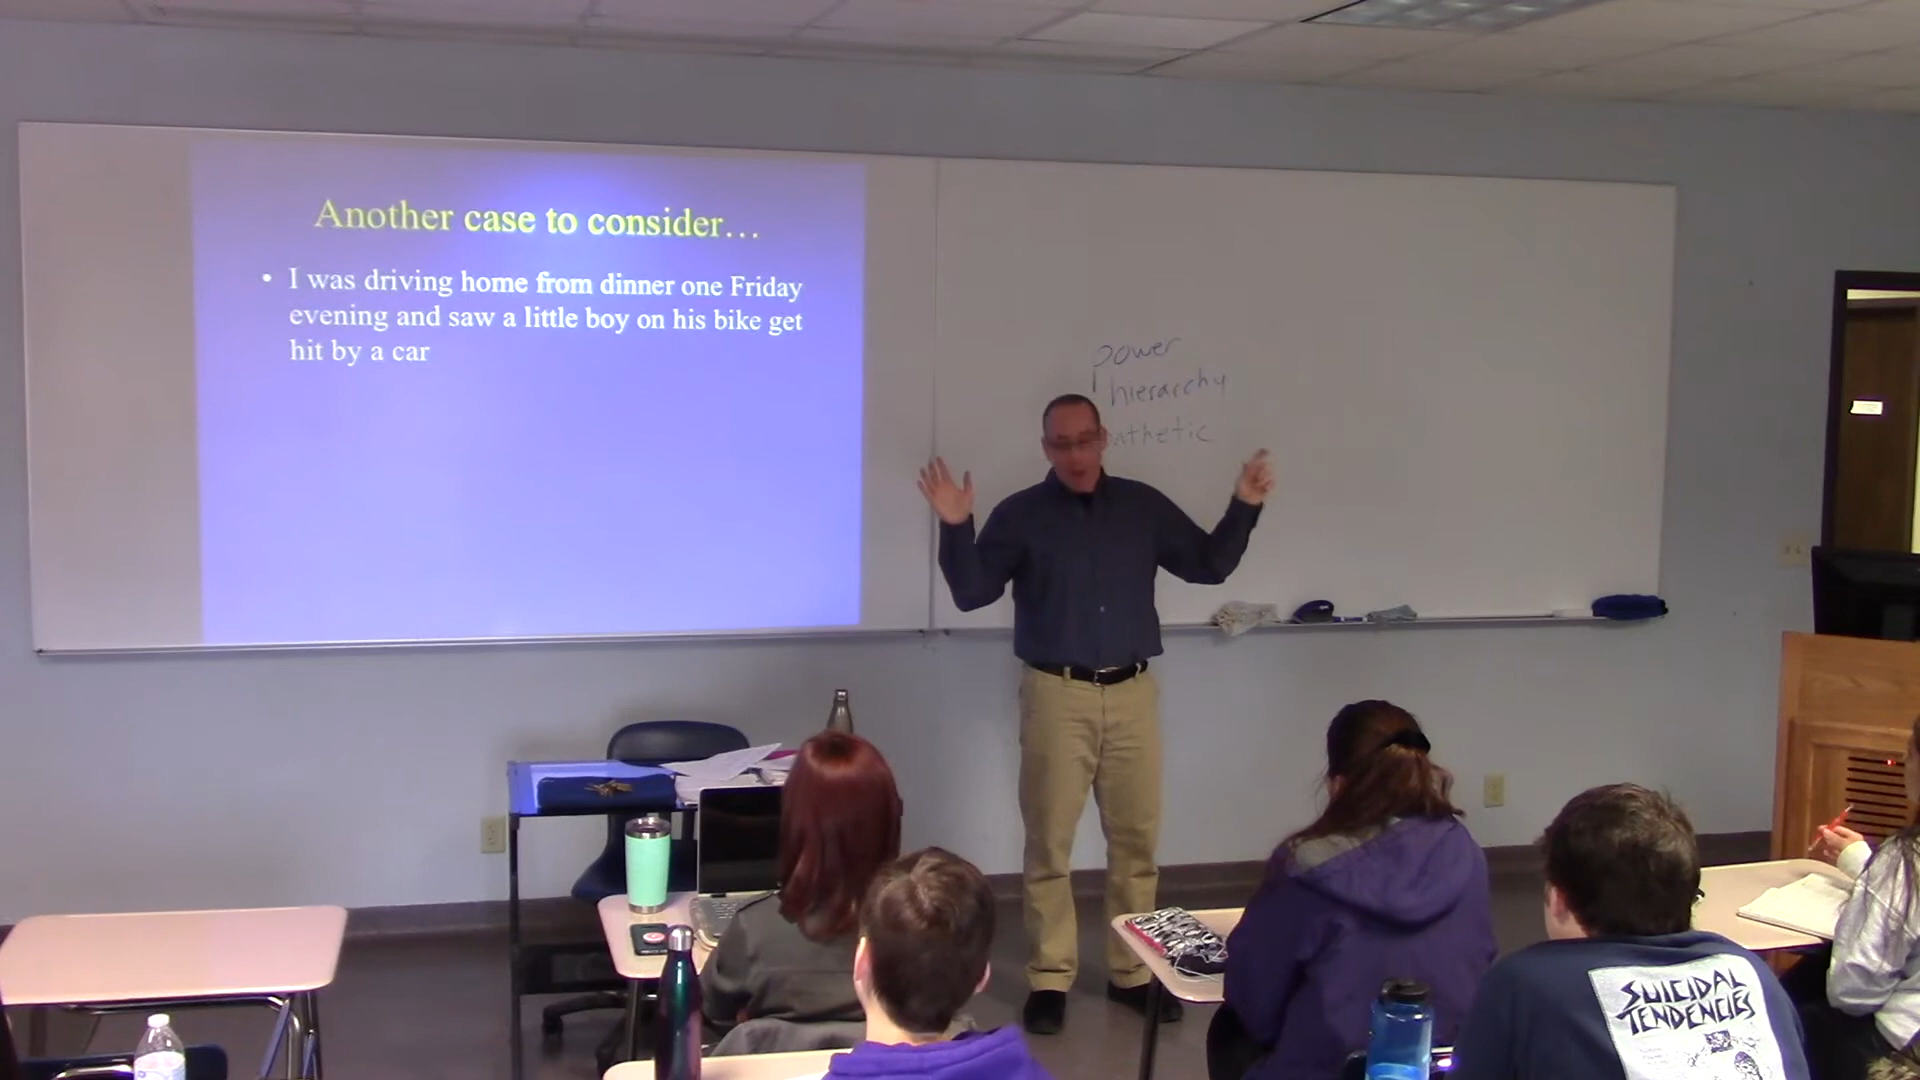 Another case to consider…
• I was driving home from dinner one Friday
evening and saw a little boy on his bike get
hit by a car
power
hierarchy
SUICIDAL
TENDENCIES